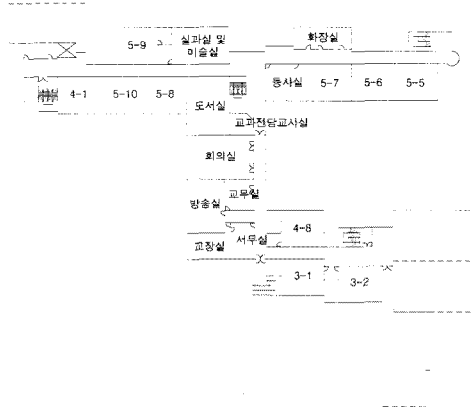 화장실
5-9
실과실 및
미술실
4-1
5-10
5-8
동사실
5-7
5-6
5-5
도서실
교과전담교사실
회의실
교무실
방송실
4-8
교장실
서무실
3-1
3-2